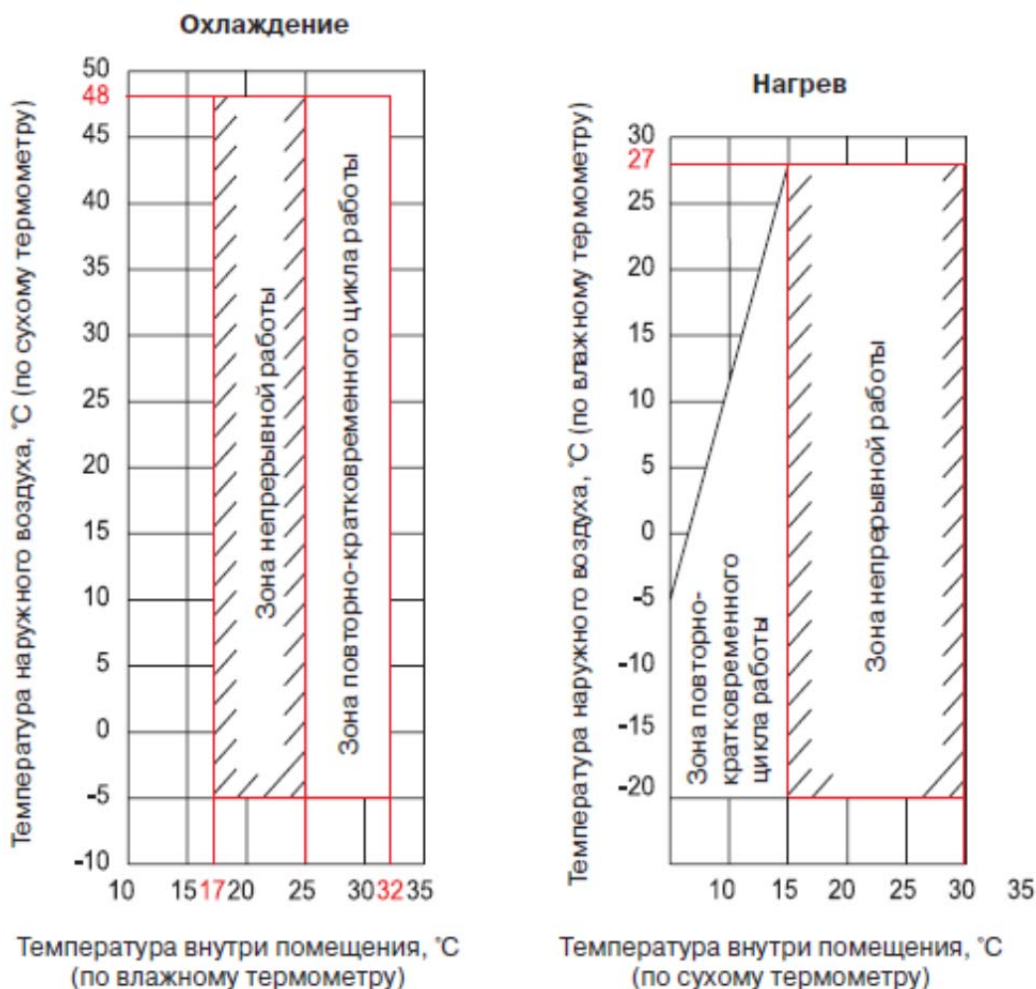 Охлаждение
Температура наружного воздуха, °С (по сухому термометру)
50
48
45
40
35
30
25
20
15
10
5
0
-5
-10
Зона непрерывной работы
Зона повторно-кратковременного цикла работы
10 15 17 20 25 30 32 35
Температура внутри помещения, °С
(по влажному термометру)
Нагрев
Температура наружного воздуха, °С (по влажному термометру)
30
27
25
20
15
10
5
0
-5
-10
-15
-20
Зона повторно-
кратковременного
цикла работы
Зона непрерывной работы
10 15 20 25 30 35
Температура внутри помещения, °С
(по сухому термометру)